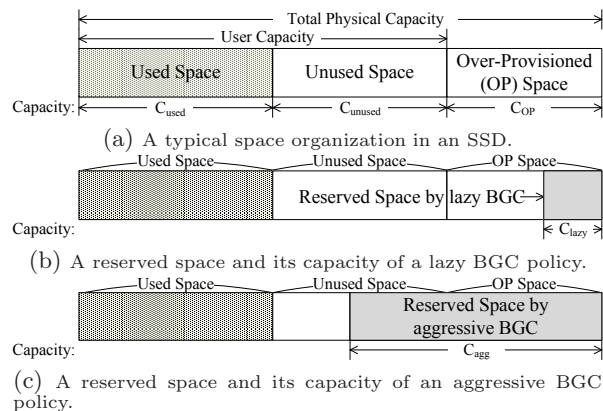 Total Physical Capacity
User Capacity
Used Space Unused Space Over-Provisioned
(OP) Space
Capacity: C_used C_unused C_OP
(a) A typical space organization in an SSD.
Used Space Unused Space OP Space
Reserved Space by lazy BGC
Capacity: C_lazy
(b) A reserved space and its capacity of a lazy BGC policy.
Used Space Unused Space OP Space
Reserved Space by
aggressive BGC
Capacity: C_agg
(c) A reserved space and its capacity of an aggressive BGC
policy.